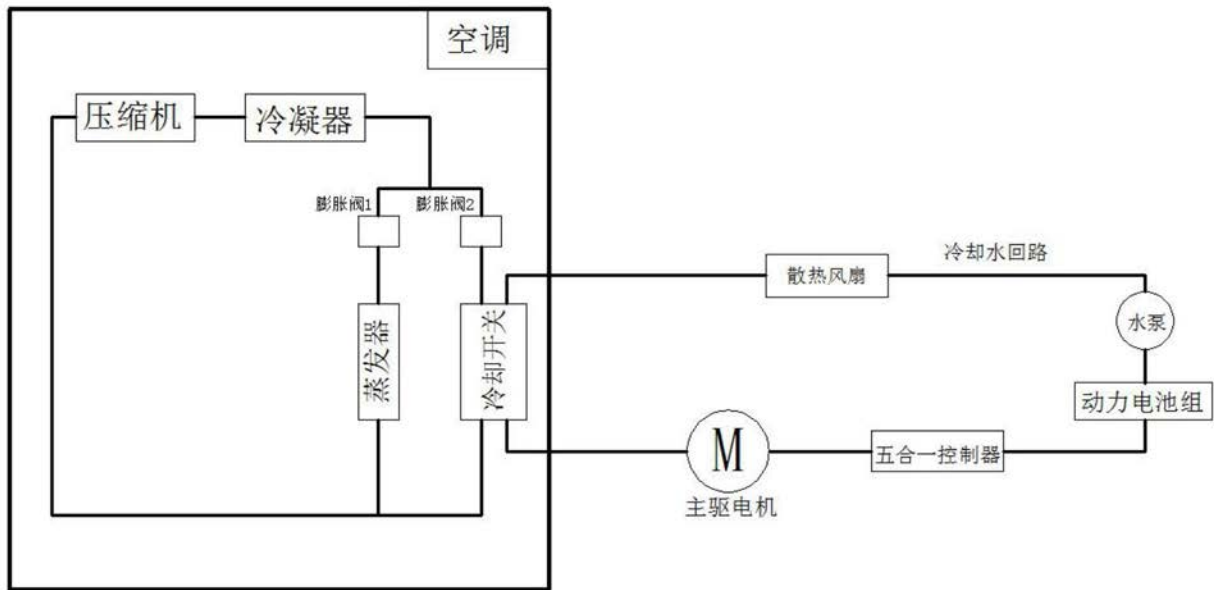 空调
压缩机
冷凝器
膨胀阀1
膨胀阀2
冷却水回路
散热风扇
水泵
蒸发器
冷却开关
动力电池组
M
五合一控制器
主驱电机